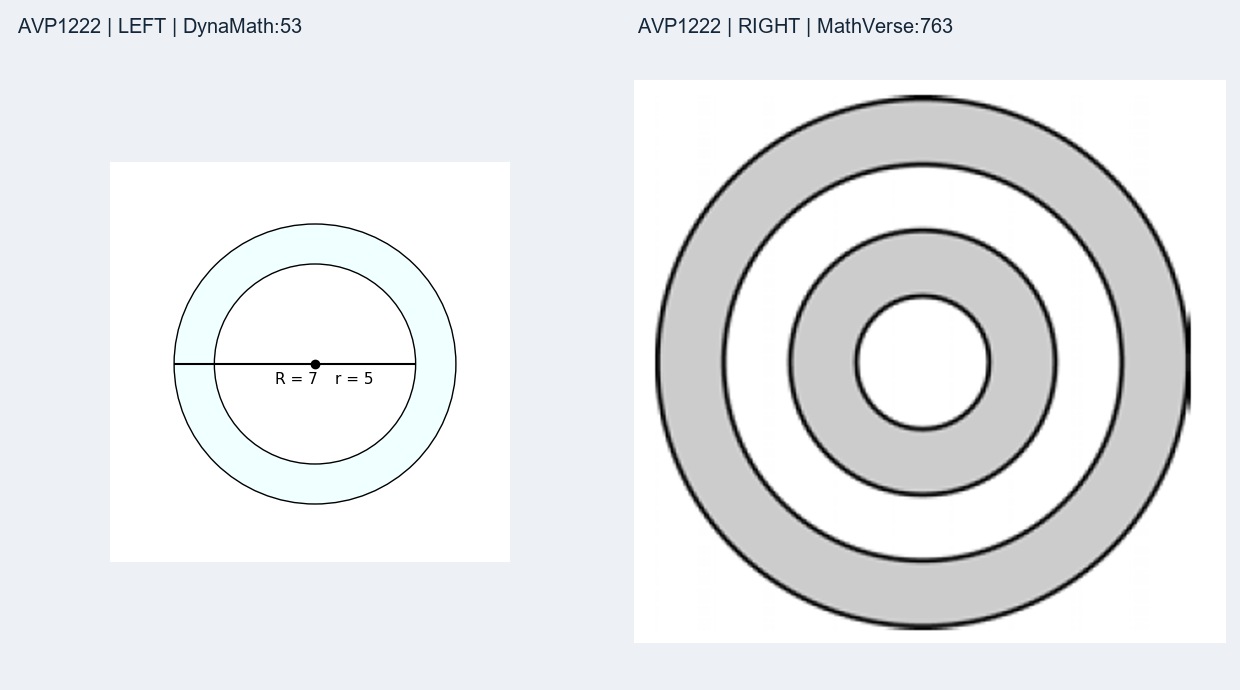 AVP1222 | LEFT | DynaMath:53
AVP1222 | RIGHT | MathVerse:763
R = 7 r = 5